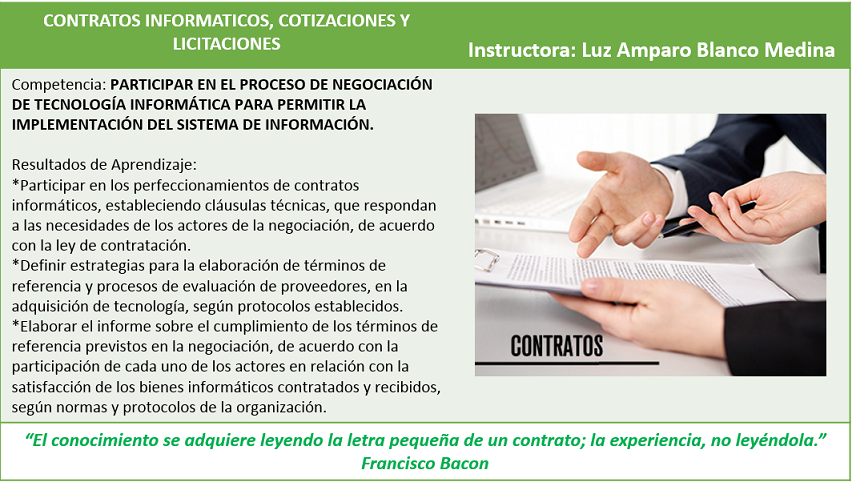 CONTRATOS INFORMATICOS, COTIZACIONES Y
LICITACIONES
Instructora: Luz Amparo Blanco Medina
Competencia: PARTICIPAR EN EL PROCESO DE NEGOCIACIÓN
DE TECNOLOGÍA INFORMÁTICA PARA PERMITIR LA
IMPLEMENTACIÓN DEL SISTEMA DE INFORMACIÓN.
Resultados de Aprendizaje:
*Participar en los perfeccionamientos de contratos
informáticos, estableciendo cláusulas técnicas, que respondan
a las necesidades de los actores de la negociación, de acuerdo
con la ley de contratación.
*Definir estrategias para la elaboración de términos de
referencia y procesos de evaluación de proveedores, en la
adquisición de tecnología, según protocolos establecidos.
*Elaborar el informe sobre el cumplimiento de los términos de
referencia previstos en la negociación, de acuerdo con la
participación de cada uno de los actores en relación con la
satisfacción de los bienes informáticos contratados y recibidos,
según normas y protocolos de la organización.
CONTRATOS
“El conocimiento se adquiere leyendo la letra pequeña de un contrato; la experiencia, no leyéndola.”
Francisco Bacon